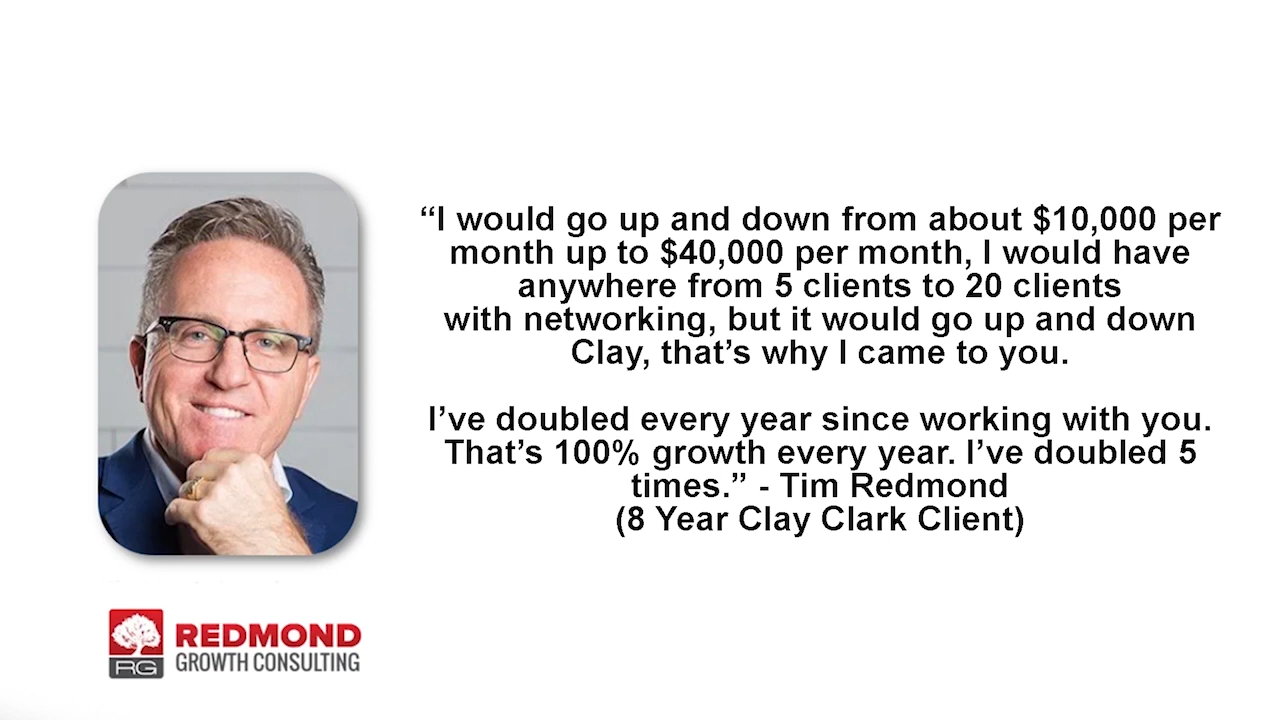 “I would go up and down from about $10,000 per
month up to $40,000 per month, I would have
anywhere from 5 clients to 20 clients
with networking, but it would go up and down
Clay, that’s why I came to you.
I’ve doubled every year since working with you.
That’s 100% growth every year. I’ve doubled 5
times.” - Tim Redmond
(8 Year Clay Clark Client)
RG
REDMOND
GROWTH CONSULTING